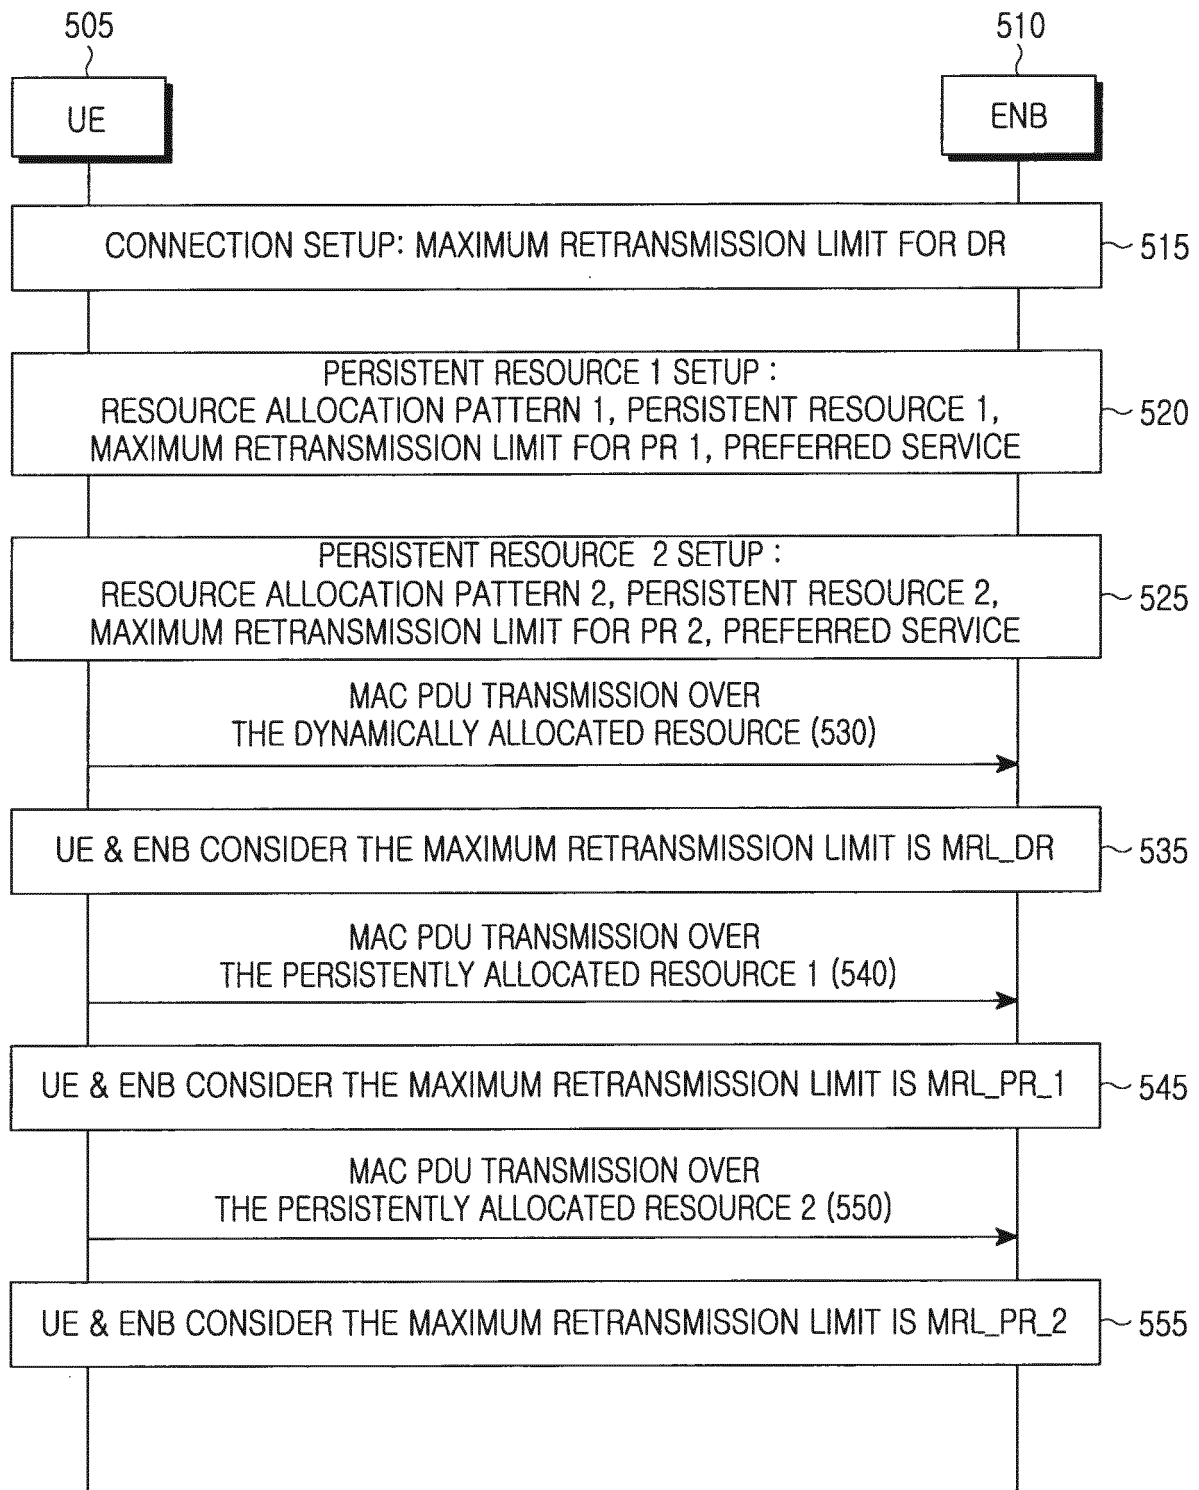 505
510
UE
ENB
CONNECTION SETUP: MAXIMUM RETRANSMISSION LIMIT FOR DR
515
PERSISTENT RESOURCE 1 SETUP :
RESOURCE ALLOCATION PATTERN 1, PERSISTENT RESOURCE 1,
MAXIMUM RETRANSMISSION LIMIT FOR PR 1, PREFERRED SERVICE
520
PERSISTENT RESOURCE 2 SETUP :
RESOURCE ALLOCATION PATTERN 2, PERSISTENT RESOURCE 2,
MAXIMUM RETRANSMISSION LIMIT FOR PR 2, PREFERRED SERVICE
525
MAC PDU TRANSMISSION OVER
THE DYNAMICALLY ALLOCATED RESOURCE (530)
UE & ENB CONSIDER THE MAXIMUM RETRANSMISSION LIMIT IS MRL_DR
535
MAC PDU TRANSMISSION OVER
THE PERSISTENTLY ALLOCATED RESOURCE 1 (540)
UE & ENB CONSIDER THE MAXIMUM RETRANSMISSION LIMIT IS MRL_PR_1
545
MAC PDU TRANSMISSION OVER
THE PERSISTENTLY ALLOCATED RESOURCE 2 (550)
UE & ENB CONSIDER THE MAXIMUM RETRANSMISSION LIMIT IS MRL_PR_2
555